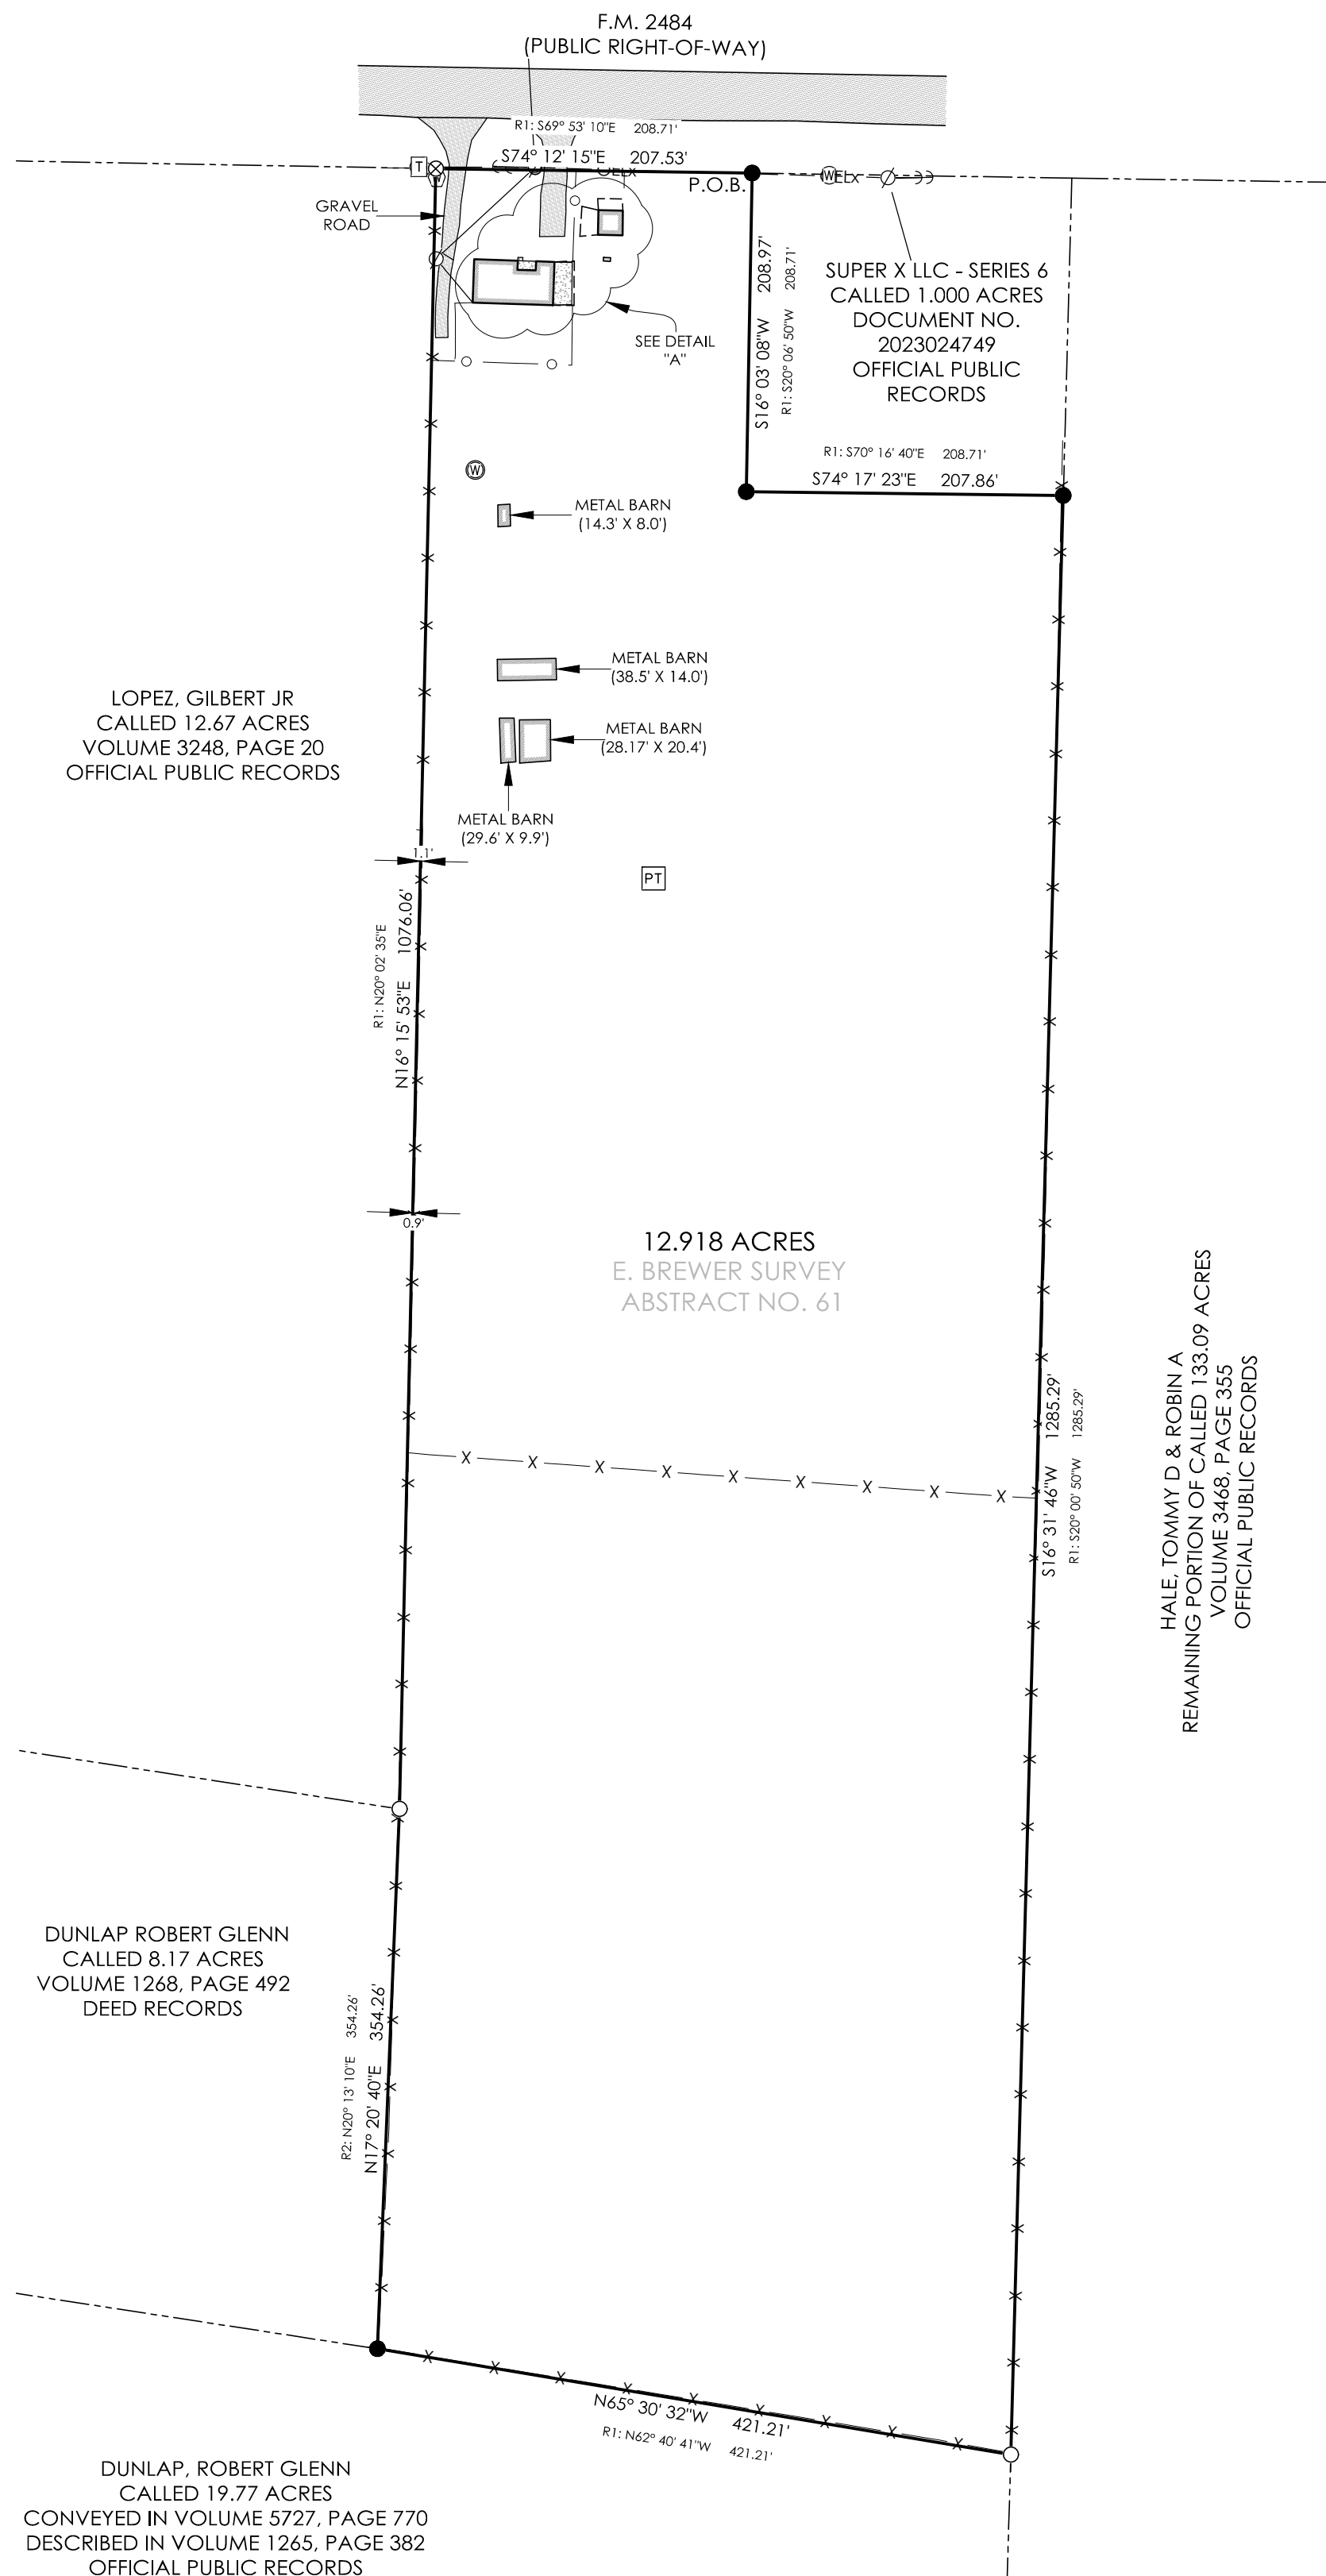 F.M. 2484
(PUBLIC RIGHT-OF-WAY)
R1: S69° 53' 10"E 208.71'
S74° 12' 15"E 207.53'
T
P.O.B.
W
ELX
GRAVEL
ROAD
SEE DETAIL
"A"
S16° 03' 08"W 208.97'
R1: S20° 06' 50"W 208.71'
SUPER X LLC - SERIES 6
CALLED 1.000 ACRES
DOCUMENT NO.
2023024749
OFFICIAL PUBLIC
RECORDS
R1: S70° 16' 40"E 208.71'
S74° 17' 23"E 207.86'
W
METAL BARN
(14.3' X 8.0')
METAL BARN
(38.5' X 14.0')
LOPEZ, GILBERT JR
CALLED 12.67 ACRES
VOLUME 3248, PAGE 20
OFFICIAL PUBLIC RECORDS
METAL BARN
(28.17' X 20.4')
METAL BARN
(29.6' X 9.9')
1.1'
PT
R1: N20° 02' 35"E
N16° 15' 53"E 1076.06'
0.9'
12.918 ACRES
E. BREWER SURVEY
ABSTRACT NO. 61
S16° 31' 46"W 1285.29'
R1: S20° 00' 50"W 1285.29'
HALE, TOMMY D & ROBIN A
REMAINING PORTION OF CALLED 133.09 ACRES
VOLUME 3468, PAGE 355
OFFICIAL PUBLIC RECORDS
X X X X X X X X X
DUNLAP ROBERT GLENN
CALLED 8.17 ACRES
VOLUME 1268, PAGE 492
DEED RECORDS
R2: N20° 13' 10"E 354.26'
N17° 20' 40"E 354.26'
N65° 30' 32"W 421.21'
R1: N62° 40' 41"W 421.21'
DUNLAP, ROBERT GLENN
CALLED 19.77 ACRES
CONVEYED IN VOLUME 5727, PAGE 770
DESCRIBED IN VOLUME 1265, PAGE 382
OFFICIAL PUBLIC RECORDS